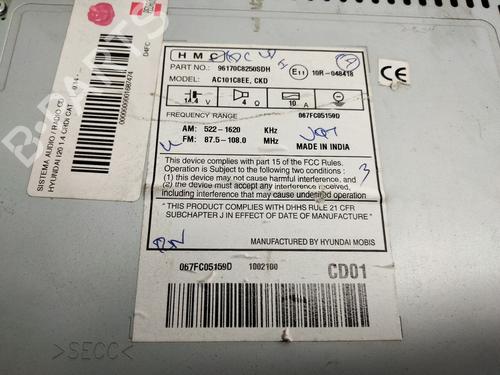 HMC
PART NO. 96170C8250SDH
E11 10R-048418
MODEL: AC101C8EE, CKD
14.4 V
4 Ω
10 A
FREQUENCY RANGE
067FC05159D
AM: 522-1620 KHz
FM: 87.5-108.0 MHz
MADE IN INDIA
This device complies with part 15 of the FCC Rules.
Operation is Subject to the following two conditions :
(1) this device may not cause harmful interference, and
(2) this device must accept any interference received,
including interference that may cause undesired operation
" THIS PRODUCT COMPLIES WITH DHHS RULE 21 CFR
SUBCHAPTER J IN EFFECT OF DATE OF MANUFACTURE "
MANUFACTURED BY HYUNDAI MOBIS
067FC05159D 1002100 CD01
CE
>SECC<
SISTEMA AUDIO / RADIO CD
HYUNDAI I20 1.4 CRDI CAT
D4FC
B-PARTS